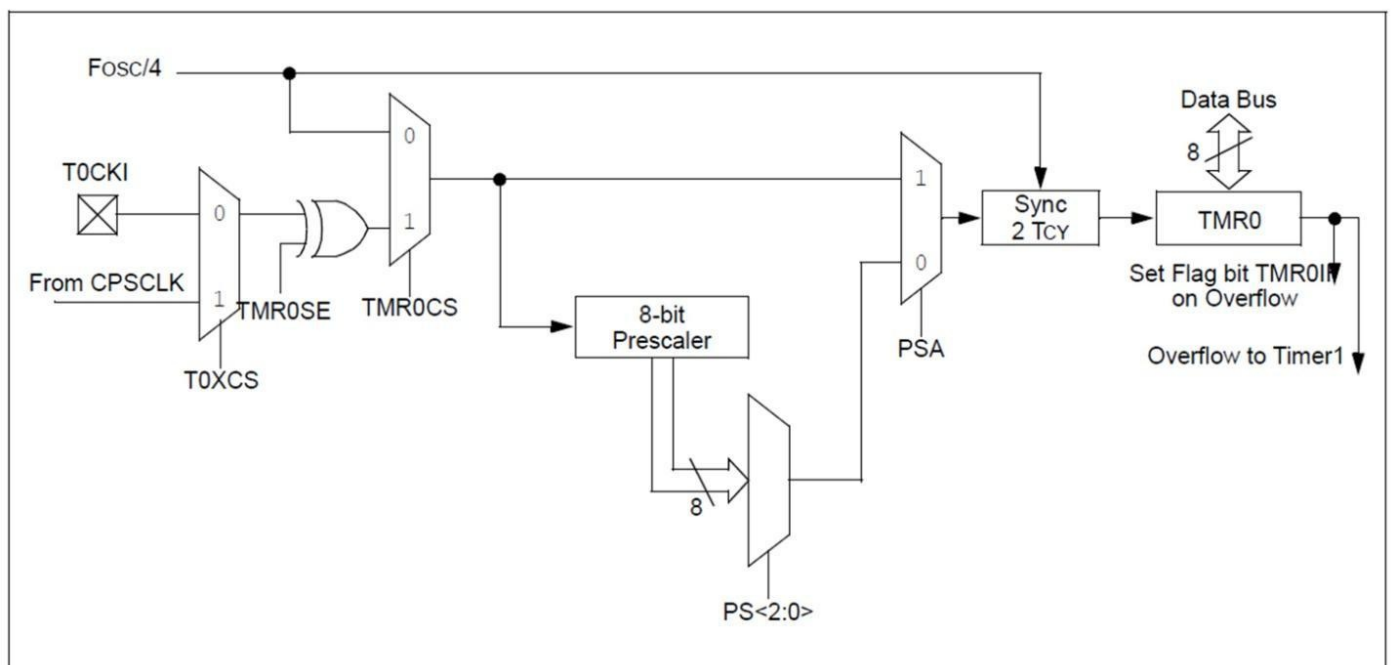 FOSC/4
Data Bus
8
T0CKI
0
1
0
1
From CPSCLK
TMR0SE
TMR0CS
T0XCS
8-bit
Prescaler
8
PS<2:0>
1
0
PSA
Sync
2 TCY
TMR0
Set Flag bit TMR0IF
on Overflow
Overflow to Timer1